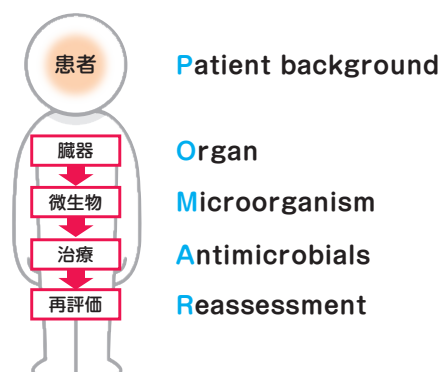 患者 Patient background
臓器 Organ
微生物 Microorganism
治療 Antimicrobials
再評価 Reassessment